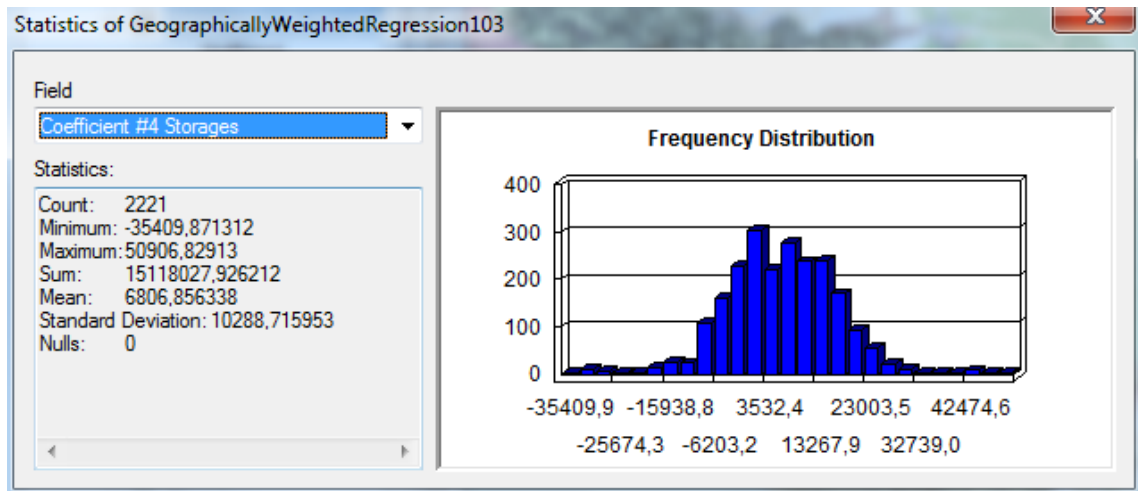 Statistics of GeographicallyWeightedRegression103
Field
Coefficient #4 Storages
Statistics:
Count: 2221
Minimum: -35409,871312
Maximum: 50906,82913
Sum: 15118027,926212
Mean: 6806,856338
Standard Deviation: 10288,715953
Nulls: 0
Frequency Distribution
400
300
200
100
0
-35409,9 -15938,8 3532,4 23003,5 42474,6
-25674,3 -6203,2 13267,9 32739,0